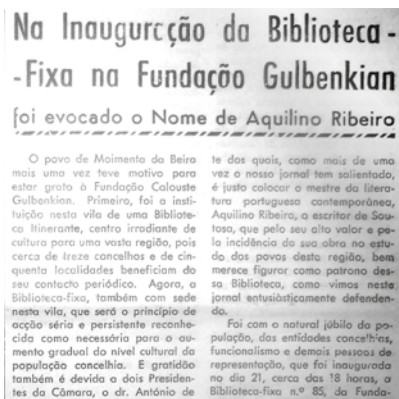 Na Inaugurcção da Biblioteca -
- Fixa na Fundação Gulbenkian
foi evocado o Nome de Aquilino Ribeiro
O povo de Moimenta da Beira
mais uma vez teve motivo para
estar grato à Fundação Calouste
Gulbenkian. Primeiro, foi a insti-
tuição nesta vila de uma Bibliote-
ca Itinerante, centro irradiante de
cultura para uma vasta região, pois
cerca de treze concelhos e de cin-
quenta localidades beneficiam do
seu contacto periódico. Agora, a
Biblioteca-fixa, também com sede
nesta vila, que será o princípio de
acção séria e persistente reconhe-
cida como necessária para o au-
mento gradual do nível cultural da
população concelhia. E gratidão
também é devida a dois Presiden-
tes da Câmara, o dr. António de
te dos quais, como mais de uma
vez o nosso jornal tem salientado,
é justo colocar o mestre da litera-
tura portuguesa contemporânea,
Aquilino Ribeiro, a escritor de Sou-
tosa, que pelo seu alto valor e pe-
la incidência da sua obra no estu-
do dos povos desta região, bem
merece figurar como patrono des-
sa Biblioteca, como vimos nesta
jornal entusiàsticamente defenden-
do.
Foi com o natural júbilo da po-
pulação, das entidades concelhias,
funcionalismo e demais pessoas de
representação, que foi inaugurada
no dia 21, cerca das 18 horas, a
Biblioteca-fixa n.º 85, da Funda-